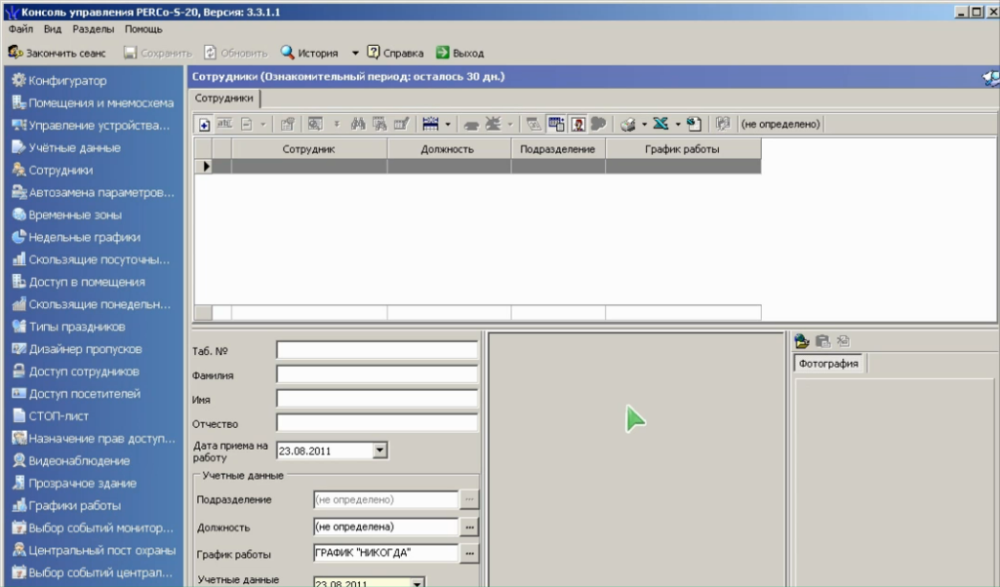 Консоль управления PERCo-S-20, Версия: 3.3.1.1
Файл Вид Разделы Помощь
Закончить сеанс Сохранить Обновить История Справка Выход
Конфигуратор
Помещения и мнемосхема
Управление устройства...
Учётные данные
Сотрудники
Автозамена параметров...
Временные зоны
Недельные графики
Скользящие посуточны...
Доступ в помещения
Скользящие понедельн...
Типы праздников
Дизайнер пропусков
Доступ сотрудников
Доступ посетителей
СТОП-лист
Назначение прав доступ...
Видеонаблюдение
Прозрачное здание
Графики работы
Выбор событий монитор...
Центральный пост охраны
Выбор событий централ...
Сотрудники (Ознакомительный период: осталось 30 дн.)
Сотрудники
(не определено)
Сотрудник Должность Подразделение График работы
Таб. №
Фамилия
Имя
Отчество
Дата приема на
работу
23.08.2011
Учетные данные
Подразделение (не определено) ...
Должность (не определена) ...
График работы ГРАФИК "НИКОГДА" ...
Учетные данные 23.08.2011
Фотография